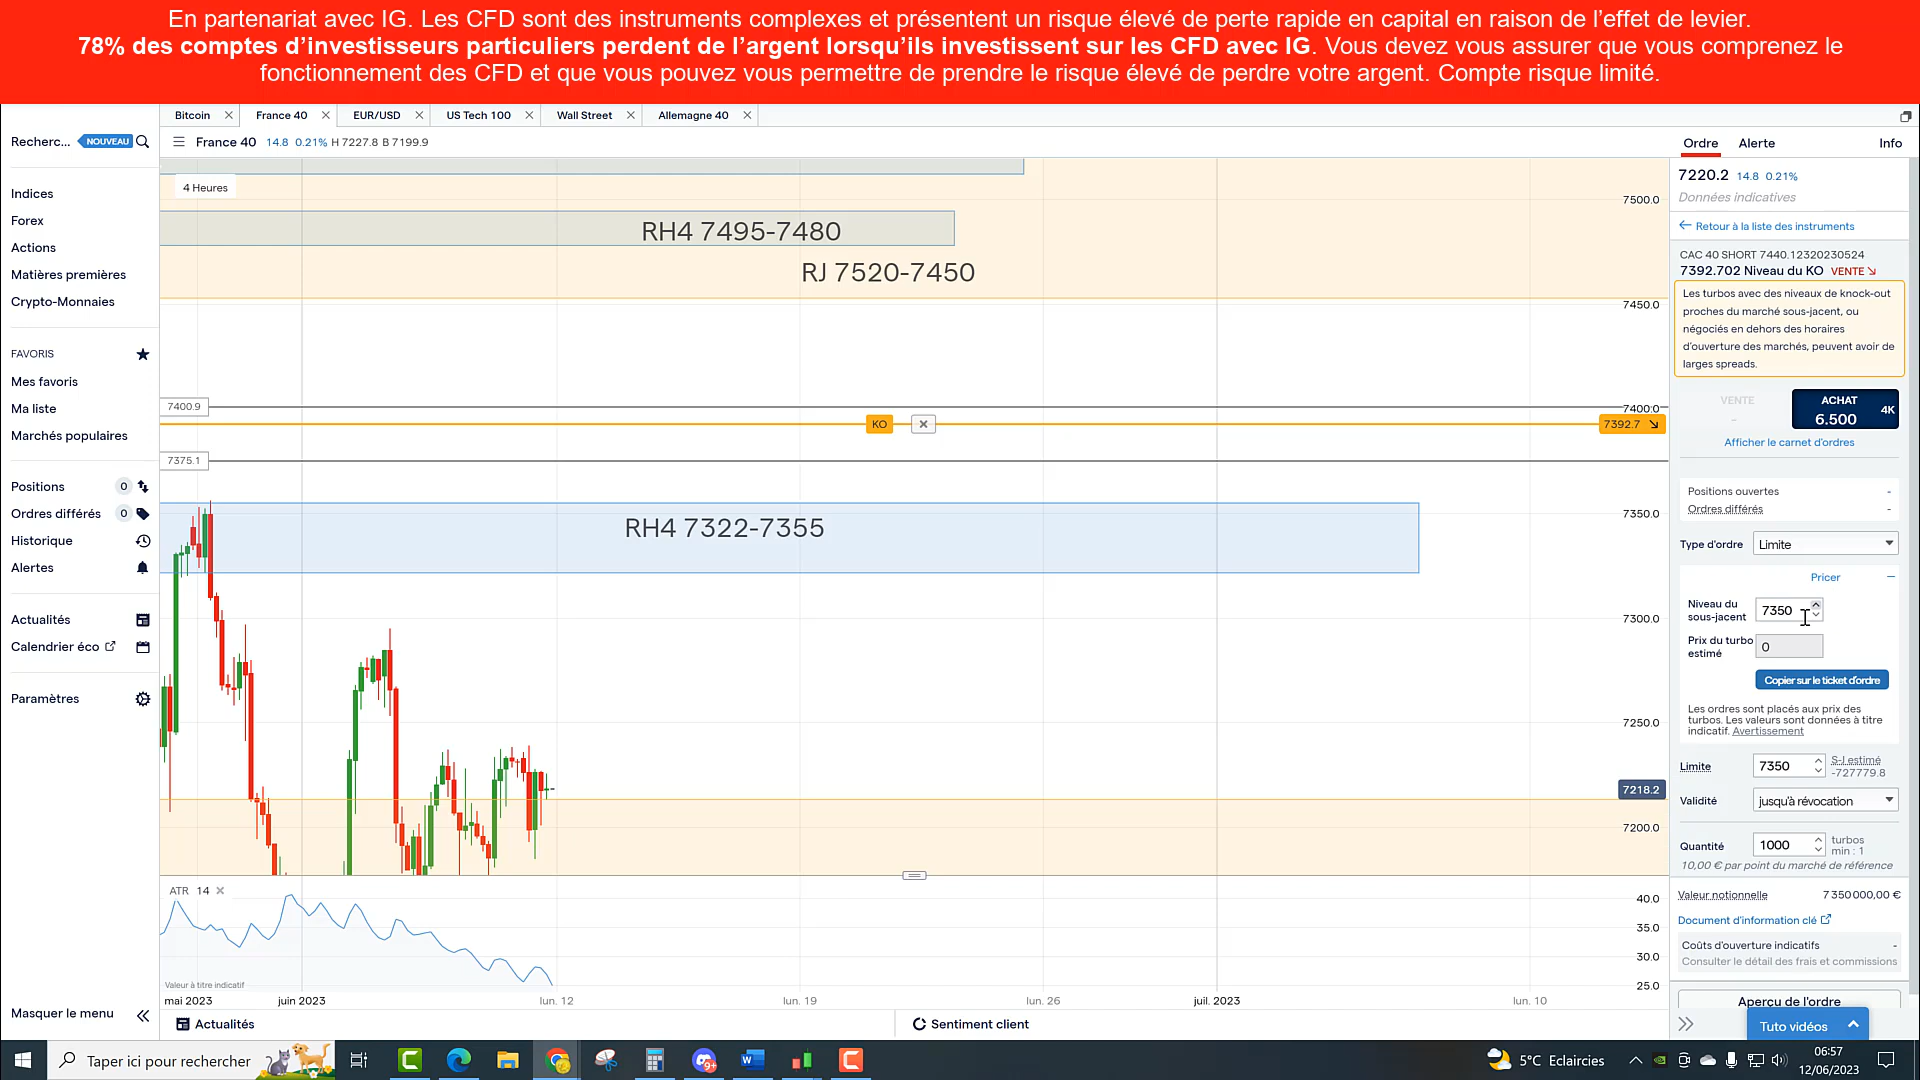 En partenariat avec IG. Les CFD sont des instruments complexes et présentent un risque élevé de perte rapide en capital en raison de l'effet de levier.
78% des comptes d'investisseurs particuliers perdent de l'argent lorsqu'ils investissent sur les CFD avec IG. Vous devez vous assurer que vous comprenez le
fonctionnement des CFD et que vous pouvez vous permettre de prendre le risque élevé de perdre votre argent. Compte risque limité.
Bitcoin France 40 EUR/USD US Tech 100 Wall Street Allemagne 40
Recherc... NOUVEAU
France 40 14.8 0.21% H 7227.8 B 7199.9
Indices
Forex
Actions
Matières premières
Crypto-Monnaies
FAVORIS
Mes favoris
Ma liste
Marchés populaires
Positions 0
Ordres différés 0
Historique
Alertes
Actualités
Calendrier éco
Paramètres
Masquer le menu
4 Heures
RH4 7495-7480
RJ 7520-7450
7400.9
KO
7392.7
7375.1
RH4 7322-7355
7500.0
7450.0
7400.0
7350.0
7300.0
7250.0
7218.2
7200.0
ATR 14
40.0
35.0
30.0
25.0
Valeur à titre indicatif
mai 2023 juin 2023 lun. 12 lun. 19 lun. 26 juil. 2023 lun. 10
Actualités Sentiment client
Ordre Alerte Info
7220.2 14.8 0.21%
Données indicatives
Retour à la liste des instruments
CAC 40 SHORT 7440.12320230524
7392.702 Niveau du KO VENTE
Les turbos avec des niveaux de knock-out
proches du marché sous-jacent, ou
négociés en dehors des horaires
d'ouverture des marchés, peuvent avoir de
larges spreads.
VENTE
-
ACHAT
6.500 4K
Afficher le carnet d'ordres
Positions ouvertes -
Ordres différés -
Type d'ordre Limite
Pricer
Niveau du
sous-jacent 7350
Prix du turbo
estimé 0
Copier sur le ticket d'ordre
Les ordres sont placés aux prix des
turbos. Les valeurs sont données à titre
indicatif. Avertissement
Limite 7350 S-J estimé
-727779.8
Validité jusqu'à révocation
Quantité 1000 turbos
min : 1
10,00 € par point du marché de référence
Valeur notionnelle 7 350 000,00 €
Document d'information clé
Coûts d'ouverture indicatifs -
Consulter le détail des frais et commissions
Aperçu de l'ordre
Tuto vidéos
Taper ici pour rechercher
9+
5°C Eclaircies
06:57
12/06/2023